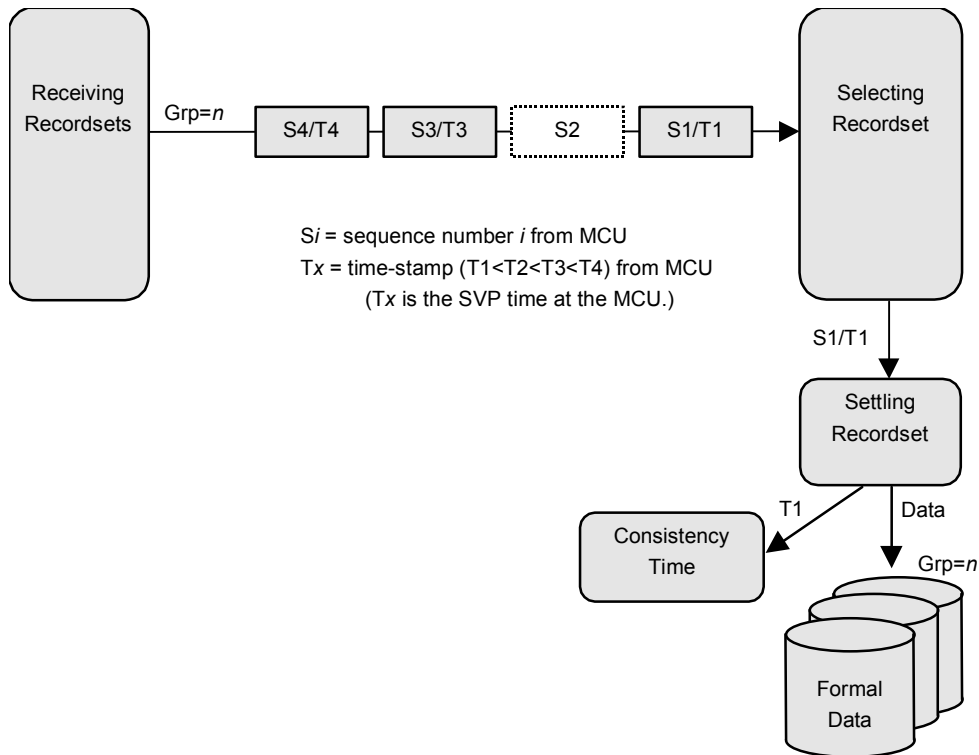 Receiving
Recordsets
Grp=n
S4/T4
S3/T3
S2
S1/T1
Selecting
Recordset
Si = sequence number i from MCU
Tx = time-stamp (T1<T2<T3<T4) from MCU
(Tx is the SVP time at the MCU.)
S1/T1
Settling
Recordset
T1
Data
Consistency
Time
Grp=n
Formal
Data